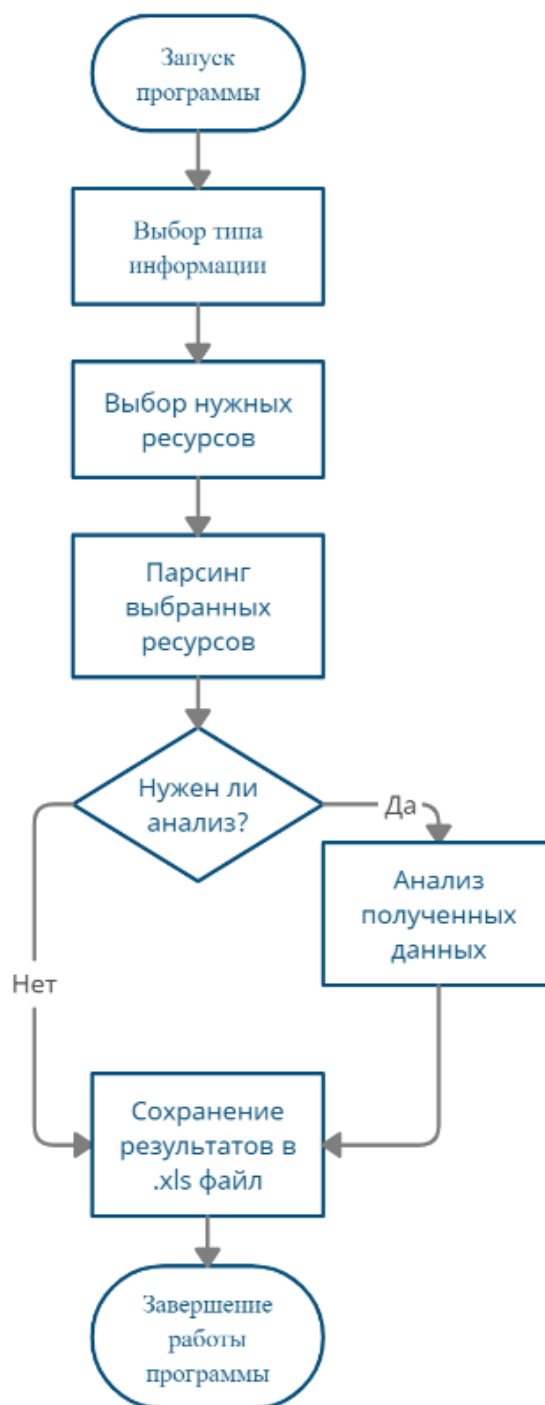 Запуск
программы
Выбор типа
информации
Выбор нужных
ресурсов
Парсинг
выбранных
ресурсов
Нужен ли
анализ?
Да
Анализ
полученных
данных
Нет
Сохранение
результатов в
.xls файл
Завершение
работы
программы